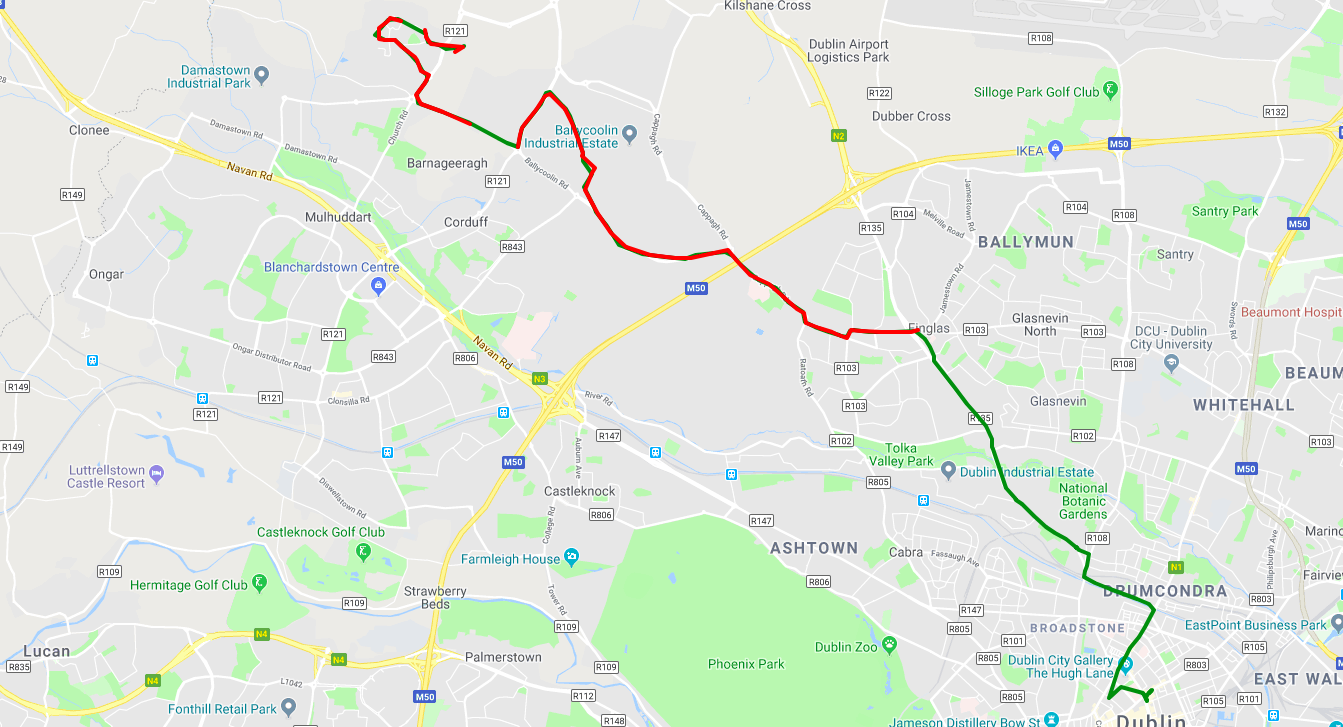 Kilshane Cross
R121
R108
Dublin Airport
Logistics Park
Damastown
Industrial Park
R122
Silloge Park Golf Club
Dubber Cross
R132
Clonee
Damastown Rd
Church Rd
Ballycoolin
Industrial Estate
Cappagh Rd
N2
M50
IKEA
Damastown Rd
Navan Rd
Barnageeragh
Ballycoolin Rd
R121
R149
Jamestown Rd
Cappagh Rd
R104
R104
R108
Melville Road
Santry Park
Mulhuddart
Corduff
R135
M50
R843
BALLYMUN
Santry
Ongar
Blanchardstown Centre
Jamestown Rd
M50
Swords Rd
Beaumont Hospit
Glasnevin
North
Finglas
R103
R103
DCU - Dublin
City University
R121
Navan Rd
Ongar Distributor Road
R843
R806
R103
R108
BEAUM
Ratoath Rd
N3
R149
R121
R121
Clonsilla Rd
River Rd
R103
Glasnevin
WHITEHALL
R135
R147
R102
R102
R103
R149
Auburn Ave
Tolka
Valley Park
Luttrellstown
Castle Resort
M50
Dublin Industrial Estate
M50
R805
Diswellstown Rd
Castleknock
National
Botanic
Gardens
R806
College Rd
R147
Castleknock Golf Club
R108
Philipsburgh Ave
Marino
ASHTOWN
Cabra
Fassaugh Ave
Farmleigh House
R109
N1
Fairview
Hermitage Golf Club
R806
Strawberry
Beds
Tower Rd
DRUMCONDRA
R109
R147
R803
R109
R805
BROADSTONE
EastPoint Business Park
N4
R101
Lucan
Dublin Zoo
R805
R105
N4
Palmerstown
Dublin City Gallery
The Hugh Lane
R803
R835
Phoenix Park
R109
N4
L1042
EAST WAL
M50
R112
R805
R105
R101
Fonthill Retail Park
R148
Jameson Distillery Bow St
Dublin